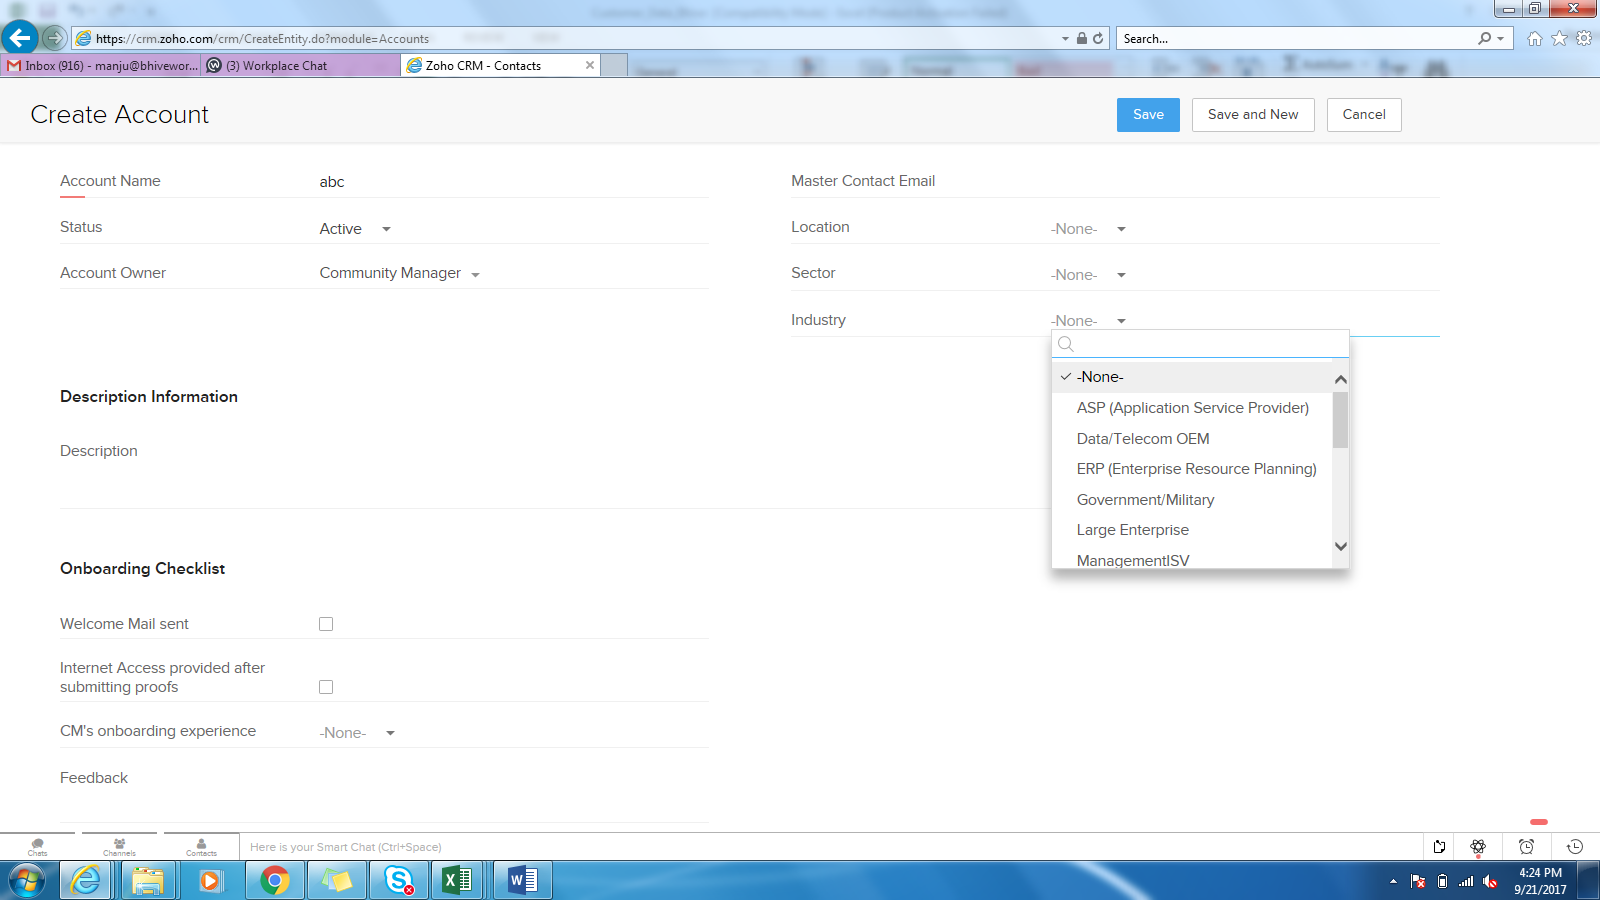 https://crm.zoho.com/crm/CreateEntity.do?module=Accounts
Search...
Inbox (916) - manju@bhivewor...
(3) Workplace Chat
Zoho CRM - Contacts
Create Account
Save
Save and New
Cancel
Account Name
abc
Master Contact Email
Status
Active
Location
-None-
Account Owner
Community Manager
Sector
-None-
Industry
-None-
-None-
ASP (Application Service Provider)
Data/Telecom OEM
ERP (Enterprise Resource Planning)
Government/Military
Large Enterprise
ManagementISV
Description Information
Description
Onboarding Checklist
Welcome Mail sent
Internet Access provided after
submitting proofs
CM's onboarding experience
-None-
Feedback
Chats
Channels
Contacts
Here is your Smart Chat (Ctrl+Space)
4:24 PM
9/21/2017